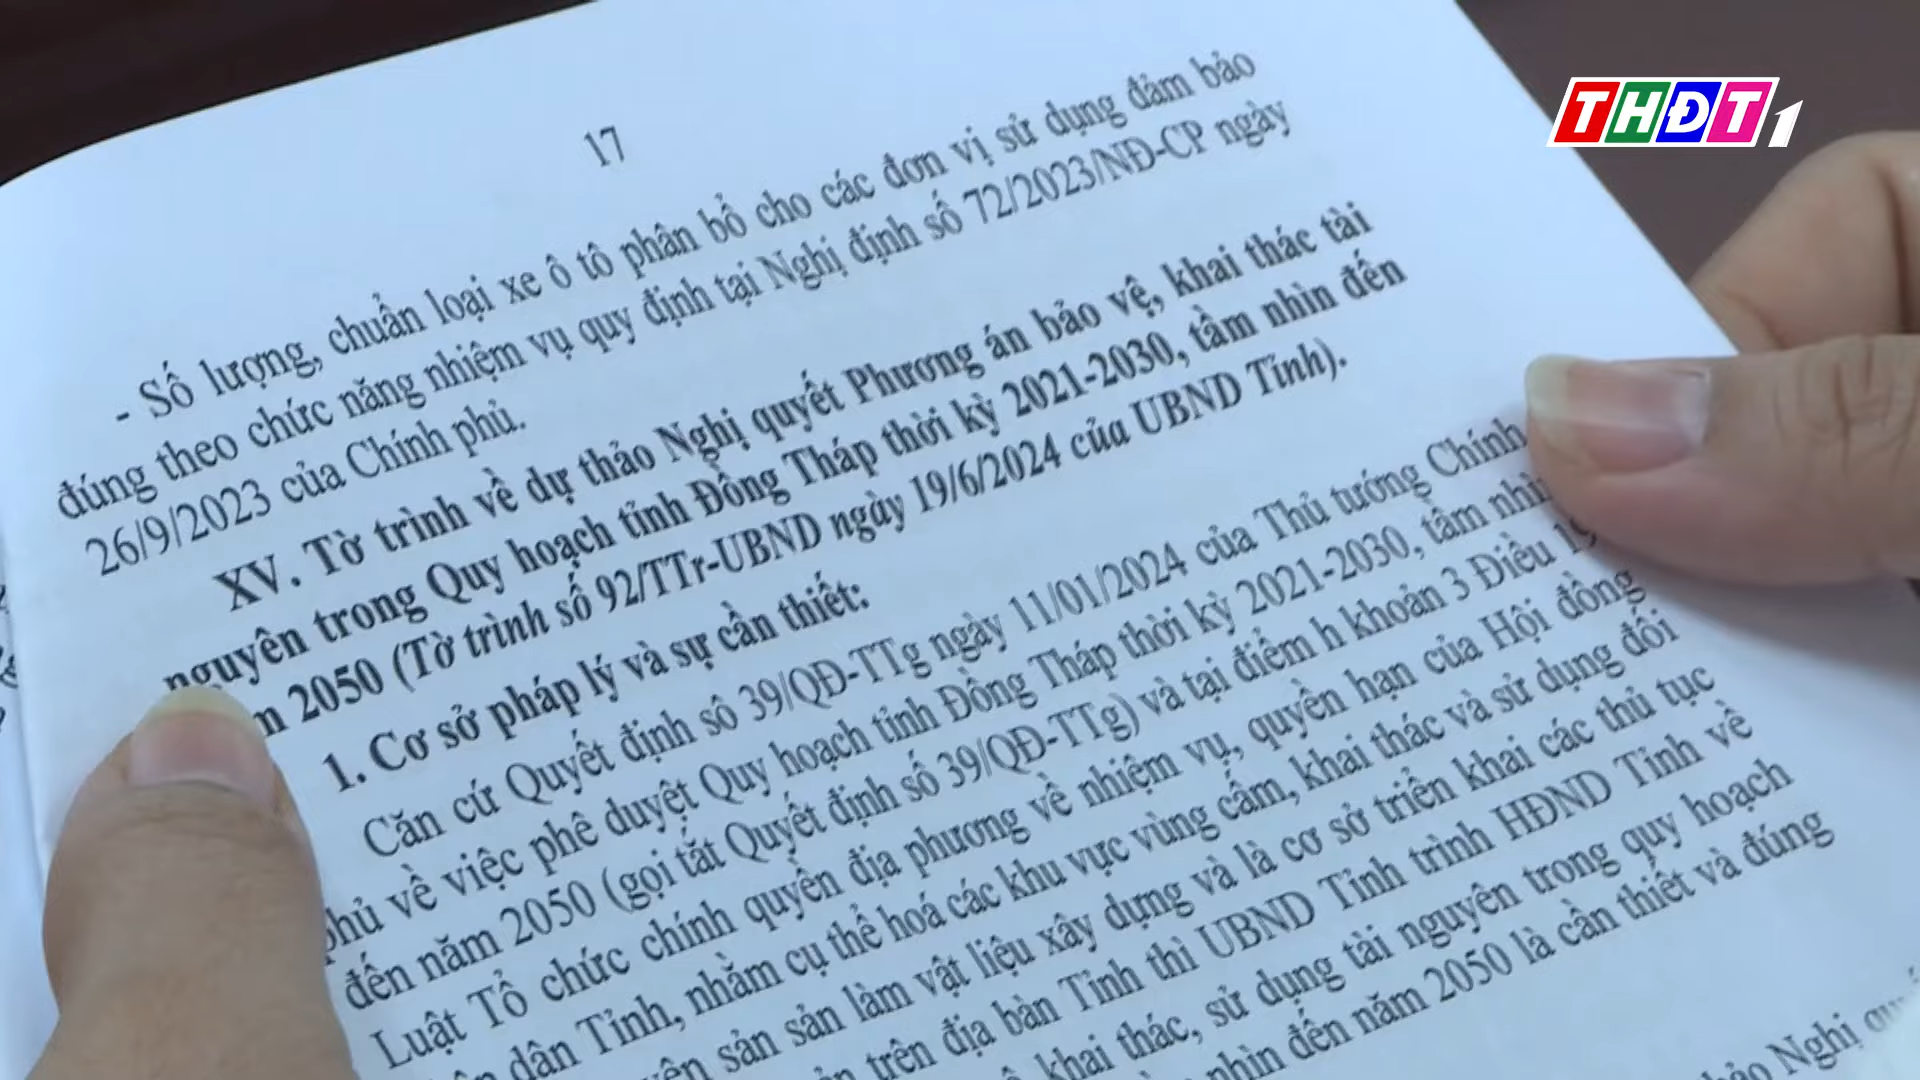 THĐT1
17
- Số lượng, chuẩn loại xe ô tô phân bổ cho các đơn vị sử dụng đảm bảo
đúng theo chức năng nhiệm vụ quy định tại Nghị định số 72/2023/NĐ-CP ngày
26/9/2023 của Chính phủ.
XV. Tờ trình về dự thảo Nghị quyết Phương án bảo vệ, khai thác tài
nguyên trong Quy hoạch tỉnh Đồng Tháp thời kỳ 2021-2030, tầm nhìn đến
m 2050 (Tờ trình số 92/TTr-UBND ngày 19/6/2024 của UBND Tỉnh).
1. Cơ sở pháp lý và sự cần thiết:
Căn cứ Quyết định số 39/QĐ-TTg ngày 11/01/2024 của Thủ tướng Chính
phủ về việc phê duyệt Quy hoạch tỉnh Đồng Tháp thời kỳ 2021-2030, tầm nhìn
đến năm 2050 (gọi tắt Quyết định số 39/QĐ-TTg) và tại điểm h khoản 3 Điều 19
Luật Tổ chức chính quyền địa phương về nhiệm vụ, quyền hạn của Hội đồng
dân Tỉnh, nhằm cụ thể hoá các khu vực vùng cấm, khai thác và sử dụng đối
sản làm vật liệu xây dựng và là cơ sở triển khai các thủ tục
trên địa bàn Tỉnh thì UBND Tỉnh trình HĐND Tỉnh về
khai thác, sử dụng tài nguyên trong quy hoạch
nhìn đến năm 2050 là cần thiết và đúng
Nghị